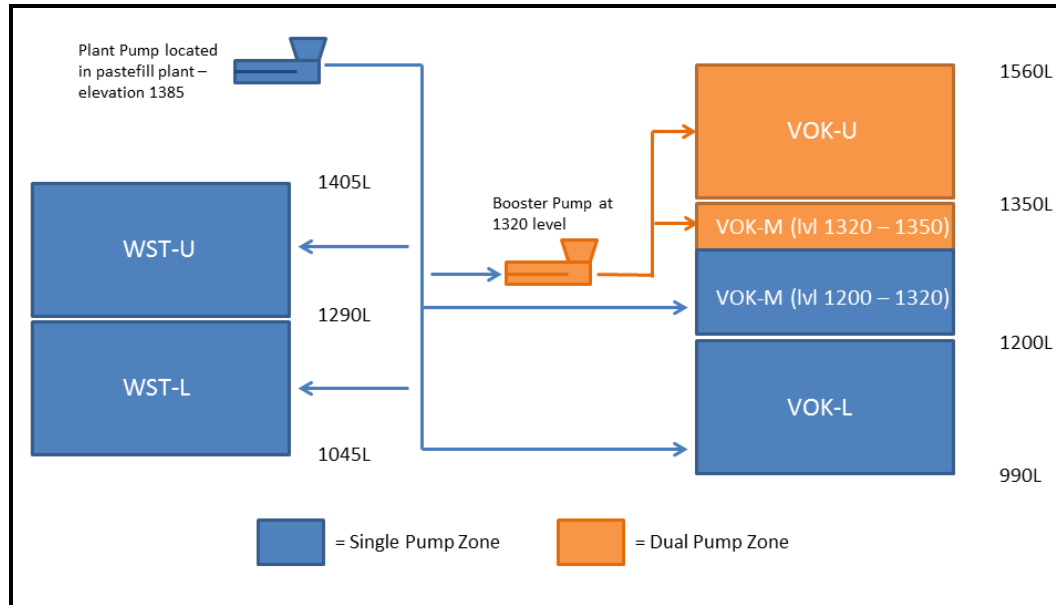 Plant Pump located
in pastefill plant –
elevation 1385
1560L
VOK-U
1405L
Booster Pump at
1320 level
1350L
WST-U
VOK-M (lvl 1320 – 1350)
VOK-M (lvl 1200 – 1320)
1290L
1200L
WST-L
VOK-L
1045L
990L
= Single Pump Zone
= Dual Pump Zone